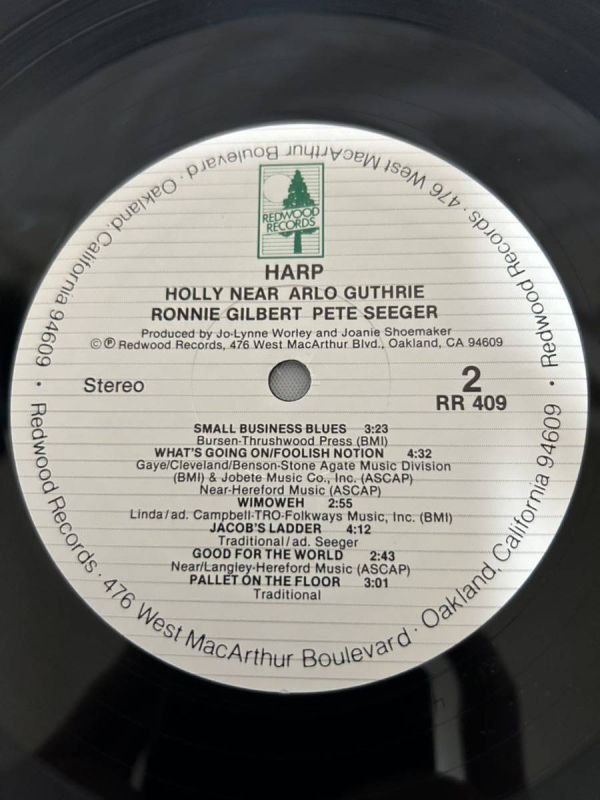 Redwood Records · 476 West MacArthur Boulevard · Oakland, California 94609 · Redwood Records · 476 West MacArthur Boulevard · Oakland, California 94609 ·
REDWOOD
RECORDS
HARP
HOLLY NEAR ARLO GUTHRIE
RONNIE GILBERT PETE SEEGER
Produced by Jo-Lynne Worley and Joanie Shoemaker
©℗ Redwood Records, 476 West MacArthur Blvd., Oakland, CA 94609
Stereo
2
RR 409
SMALL BUSINESS BLUES 3:23
Bursen-Thrushwood Press (BMI)
WHAT'S GOING ON/FOOLISH NOTION 4:32
Gaye/Cleveland/Benson-Stone Agate Music Division
(BMI) & Jobete Music Co., Inc. (ASCAP)
Near-Hereford Music (ASCAP)
WIMOWEH 2:55
Linda/ad. Campbell-TRO-Folkways Music, Inc. (BMI)
JACOB'S LADDER 4:12
Traditional/ad. Seeger
GOOD FOR THE WORLD 2:43
Near/Langley-Hereford Music (ASCAP)
PALLET ON THE FLOOR 3:01
Traditional